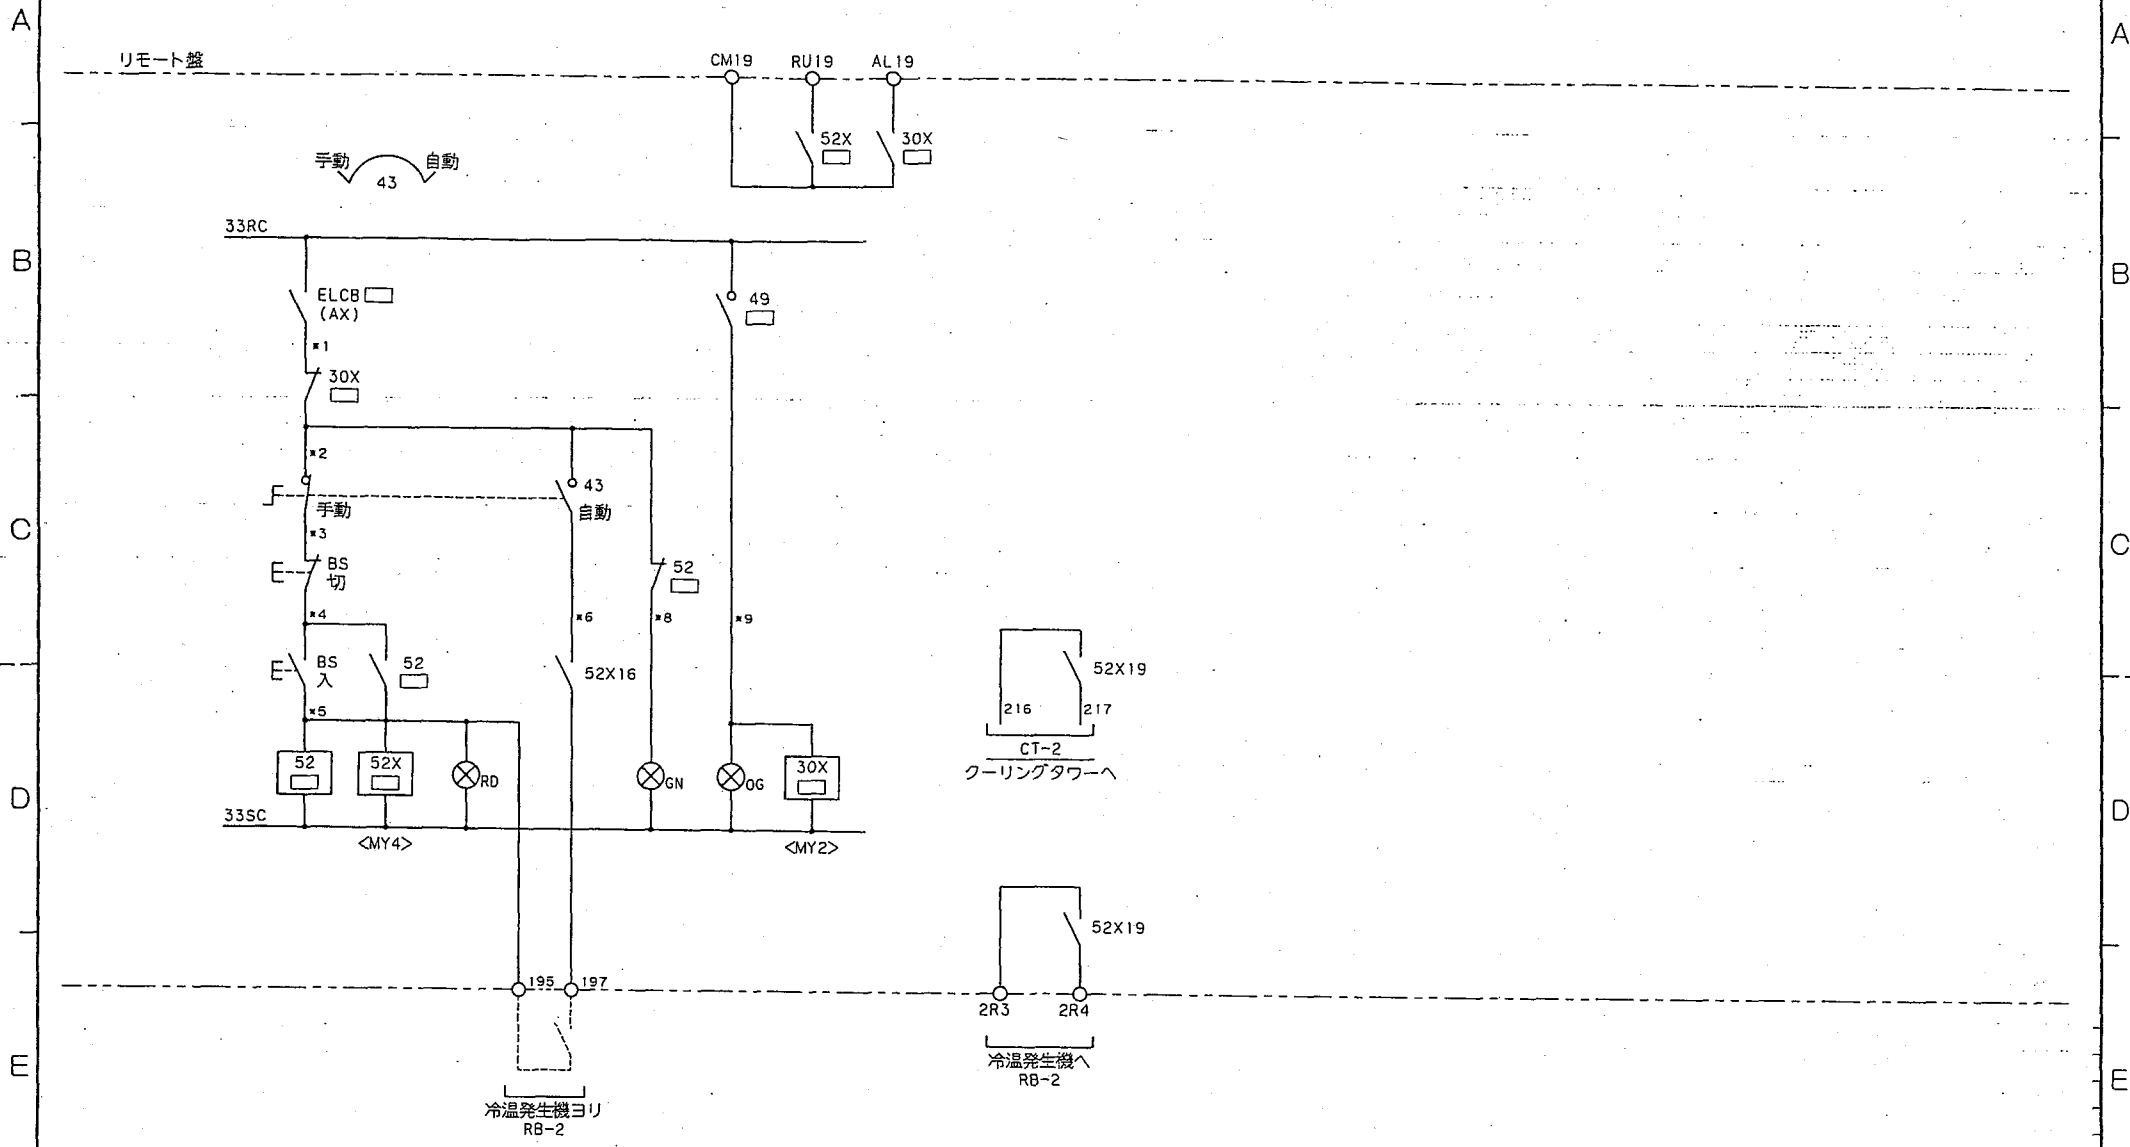 A
A
リモート盤
CM19
RU19
AL19
52X
30X
手動
自動
43
33RC
B
B
ELCB
(AX)
49
*1
30X
*2
43
手動
自動
*3
C
C
BS
切
52
*4
*6
*8
*9
BS
入
52
52X16
52X19
*5
216
217
CT-2
クーリングタワーへ
52
52X
RD
GN
OG
30X
D
D
33SC
<MY4>
<MY2>
52X19
195
197
2R3
2R4
冷温発生機へ
RB-2
E
E
冷温発生機ヨリ
RB-2